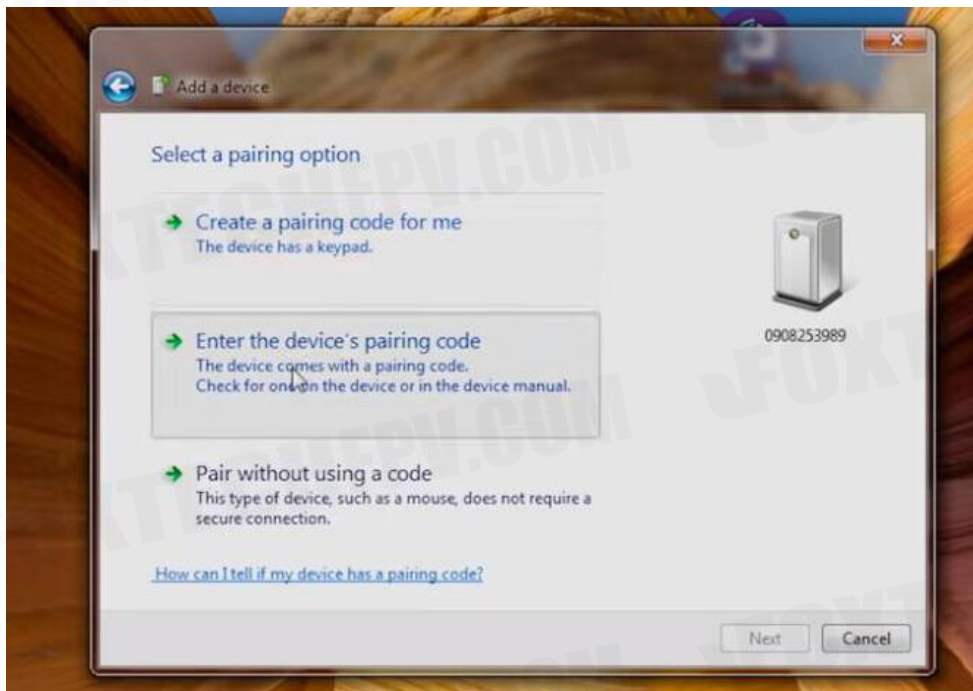 Add a device
Select a pairing option
Create a pairing code for me
The device has a keypad.
Enter the device's pairing code
The device comes with a pairing code.
Check for one on the device or in the device manual.
0908253989
Pair without using a code
This type of device, such as a mouse, does not require a
secure connection.
How can I tell if my device has a pairing code?
Next
Cancel